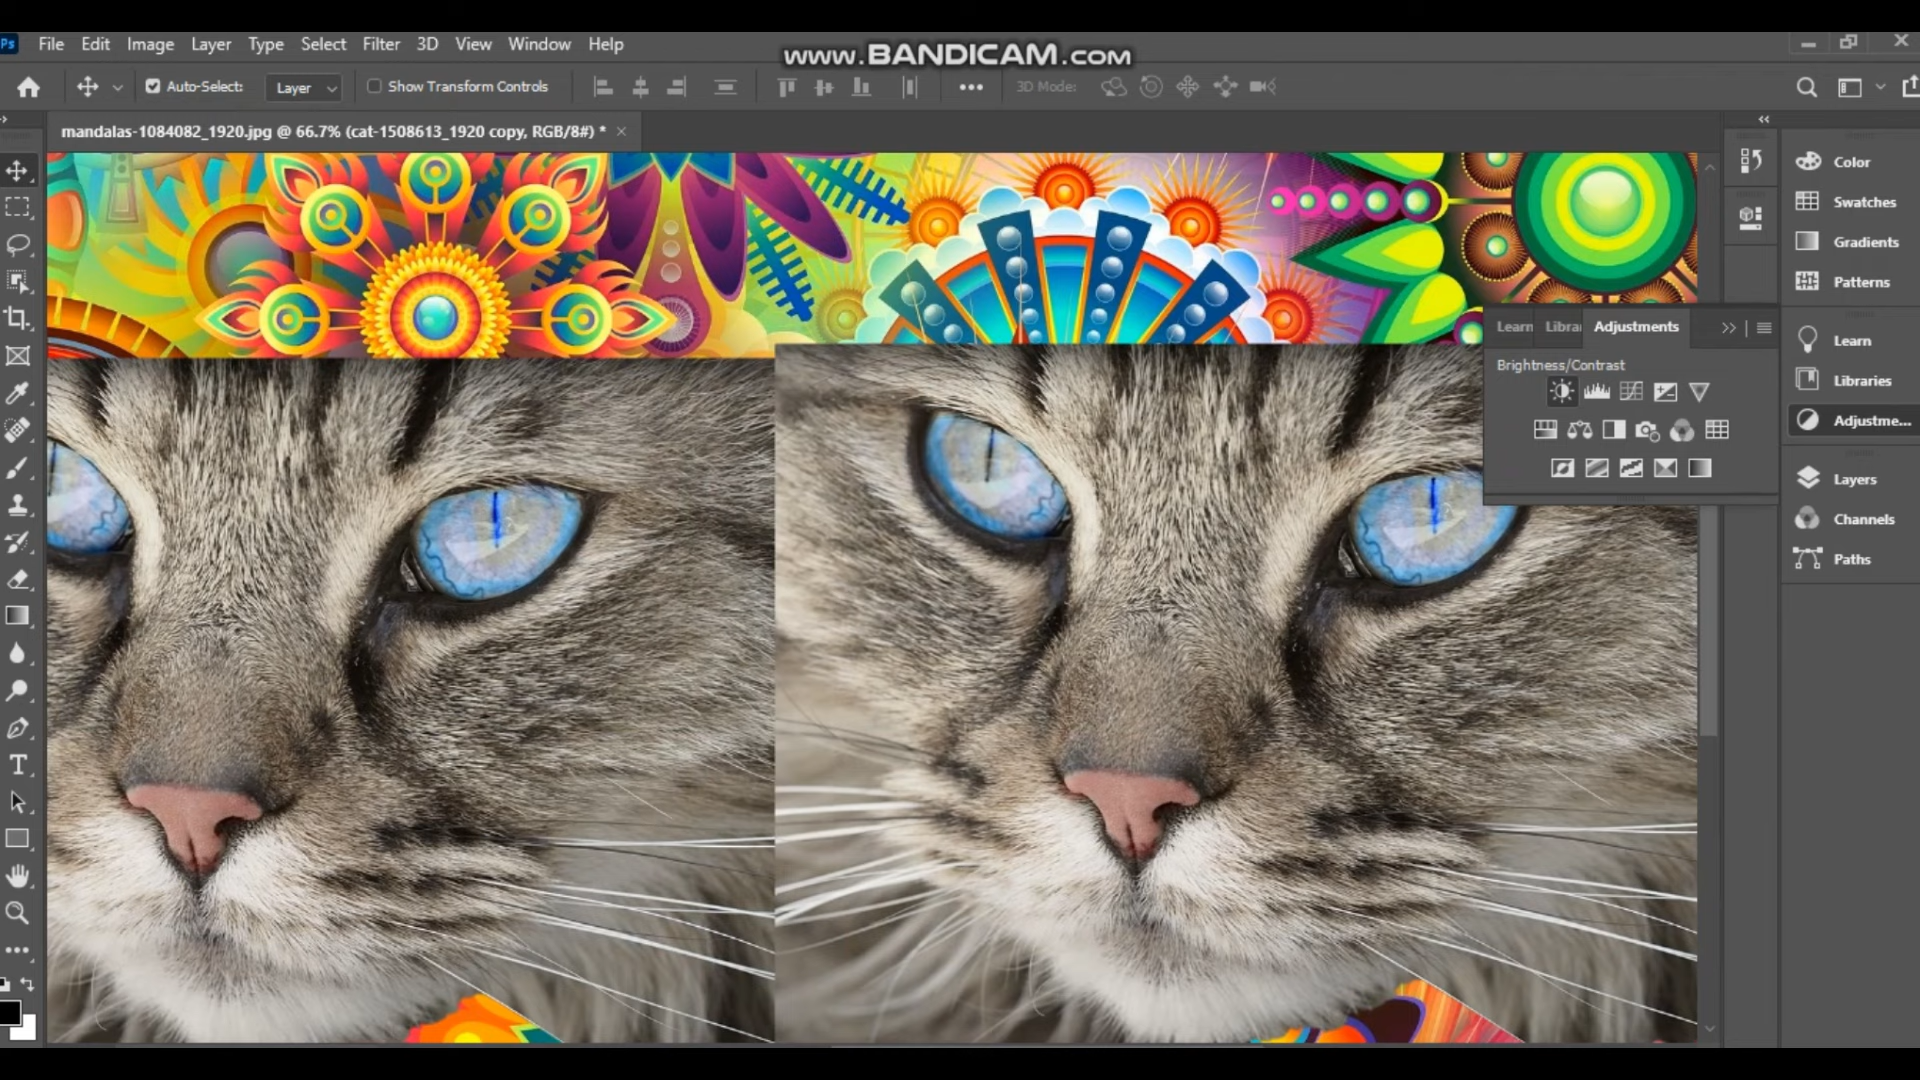 Ps File Edit Image Layer Type Select Filter 3D View Window Help
www.BANDICAM.com
Auto-Select: Layer Show Transform Controls 3D Mode:
mandalas-1084082_1920.jpg @ 66.7% (cat-1508613_1920 copy, RGB/8#) * ×
Color
Swatches
Gradients
Patterns
Learn Librar Adjustments
Brightness/Contrast
Learn
Libraries
Adjustme...
Layers
Channels
Paths
T